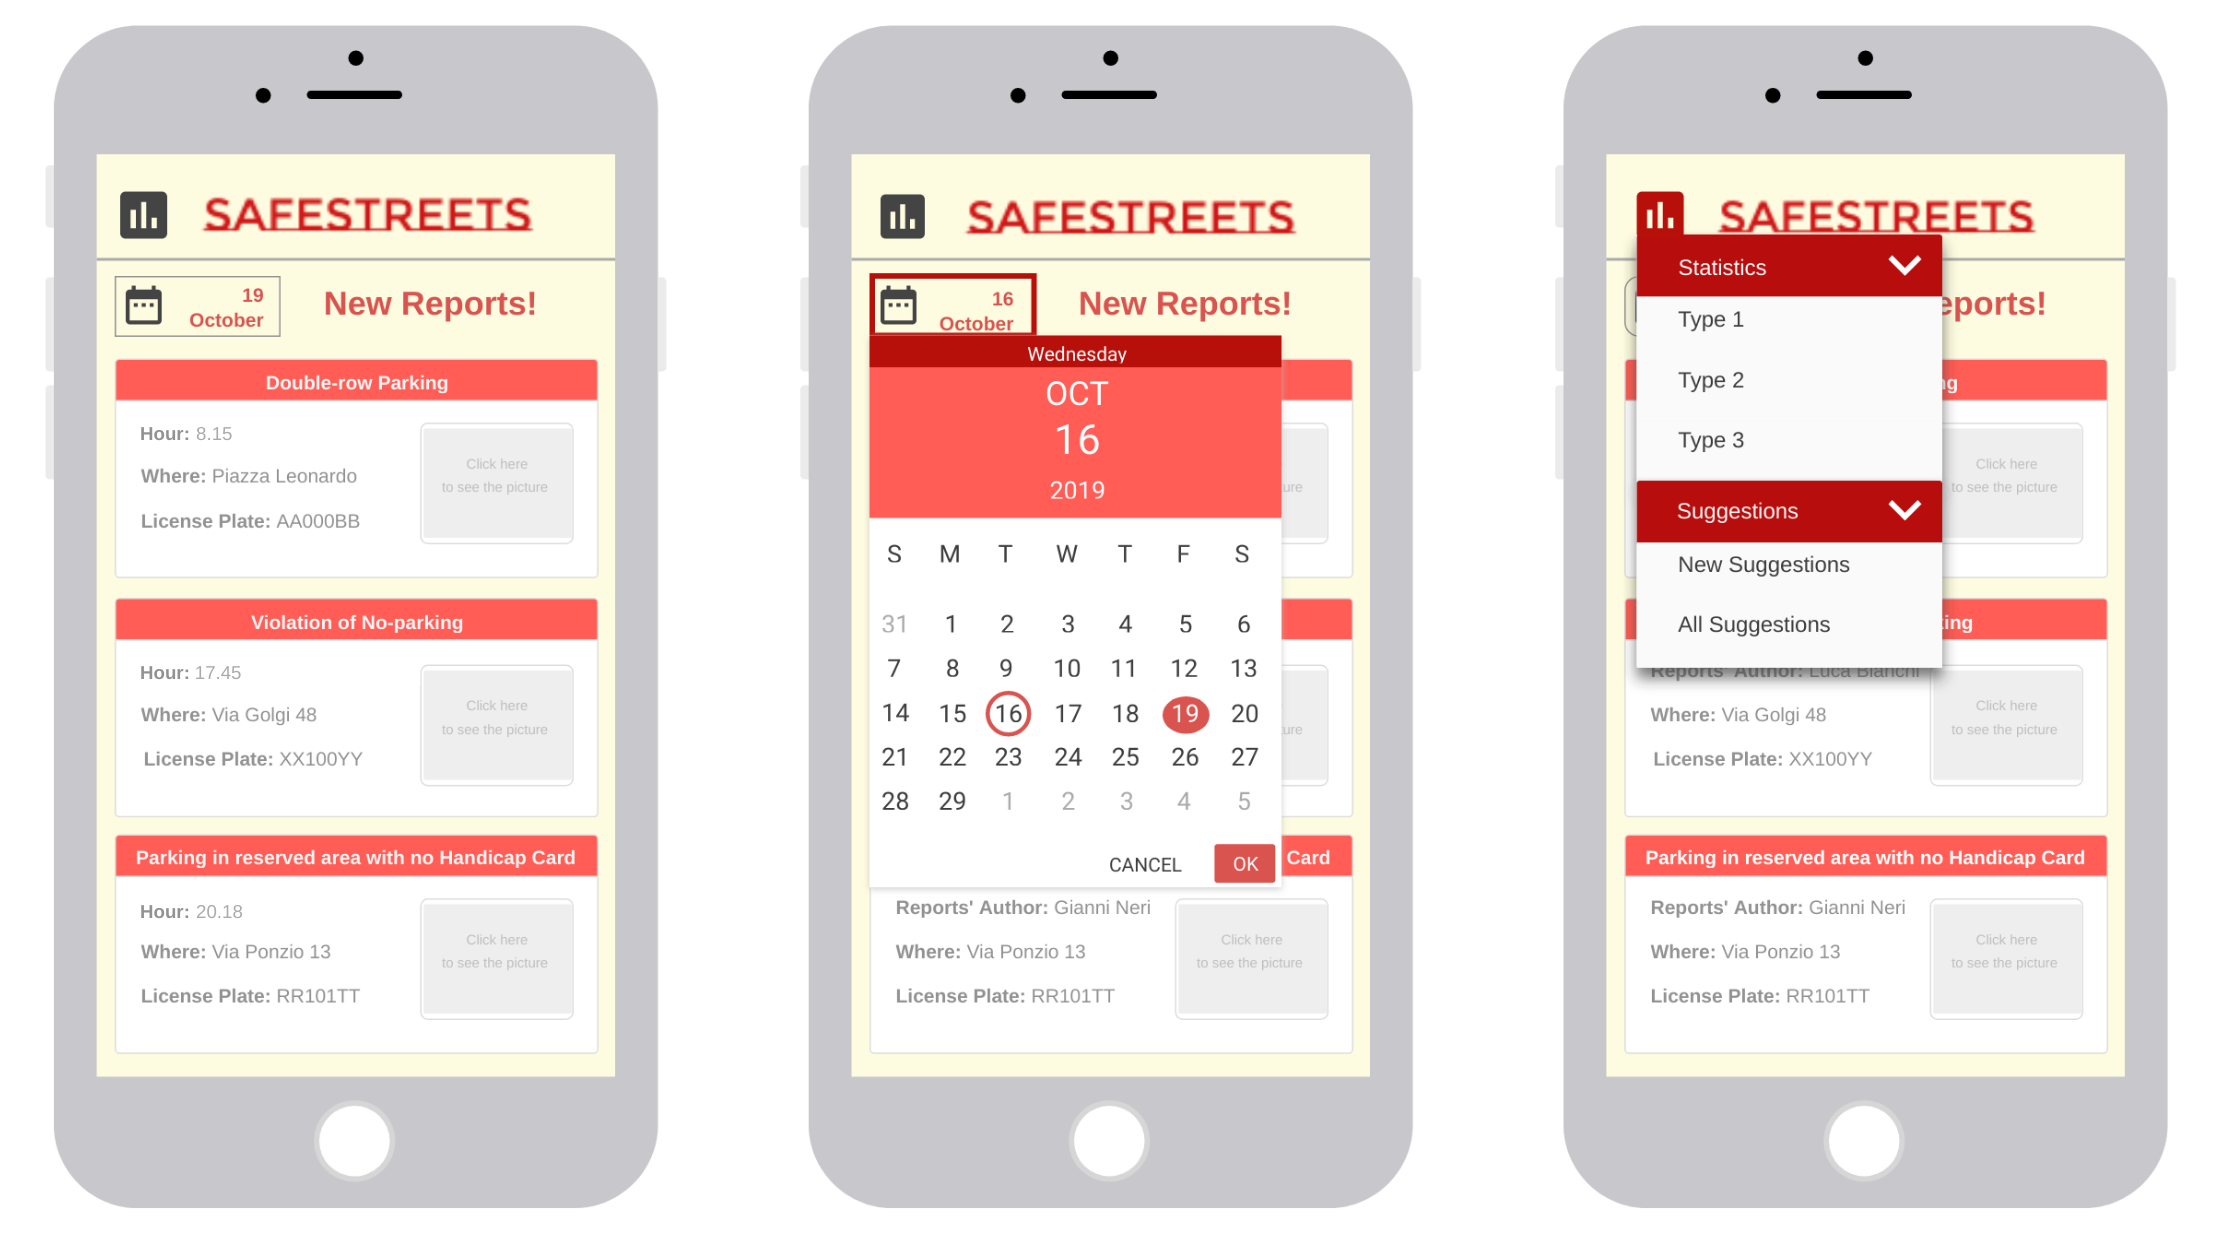 SAFESTREETS
19
October
New Reports!
Double-row Parking
Hour: 8.15
Where: Piazza Leonardo
License Plate: AA000BB
Click here
to see the picture
Violation of No-parking
Hour: 17.45
Where: Via Golgi 48
License Plate: XX100YY
Click here
to see the picture
Parking in reserved area with no Handicap Card
Hour: 20.18
Where: Via Ponzio 13
License Plate: RR101TT
Click here
to see the picture
SAFESTREETS
16
October
New Reports!
Wednesday
OCT
16
2019
S M T W T F S
31 1 2 3 4 5 6
7 8 9 10 11 12 13
14 15 16 17 18 19 20
21 22 23 24 25 26 27
28 29 1 2 3 4 5
CANCEL OK
ure
ure
Card
Reports' Author: Gianni Neri
Where: Via Ponzio 13
License Plate: RR101TT
Click here
to see the picture
SAFESTREETS
eports!
Statistics
Type 1
Type 2
Type 3
Suggestions
New Suggestions
All Suggestions
ng
Click here
to see the picture
ing
Reports' Author: Luca Bianchi
Where: Via Golgi 48
License Plate: XX100YY
Click here
to see the picture
Parking in reserved area with no Handicap Card
Reports' Author: Gianni Neri
Where: Via Ponzio 13
License Plate: RR101TT
Click here
to see the picture